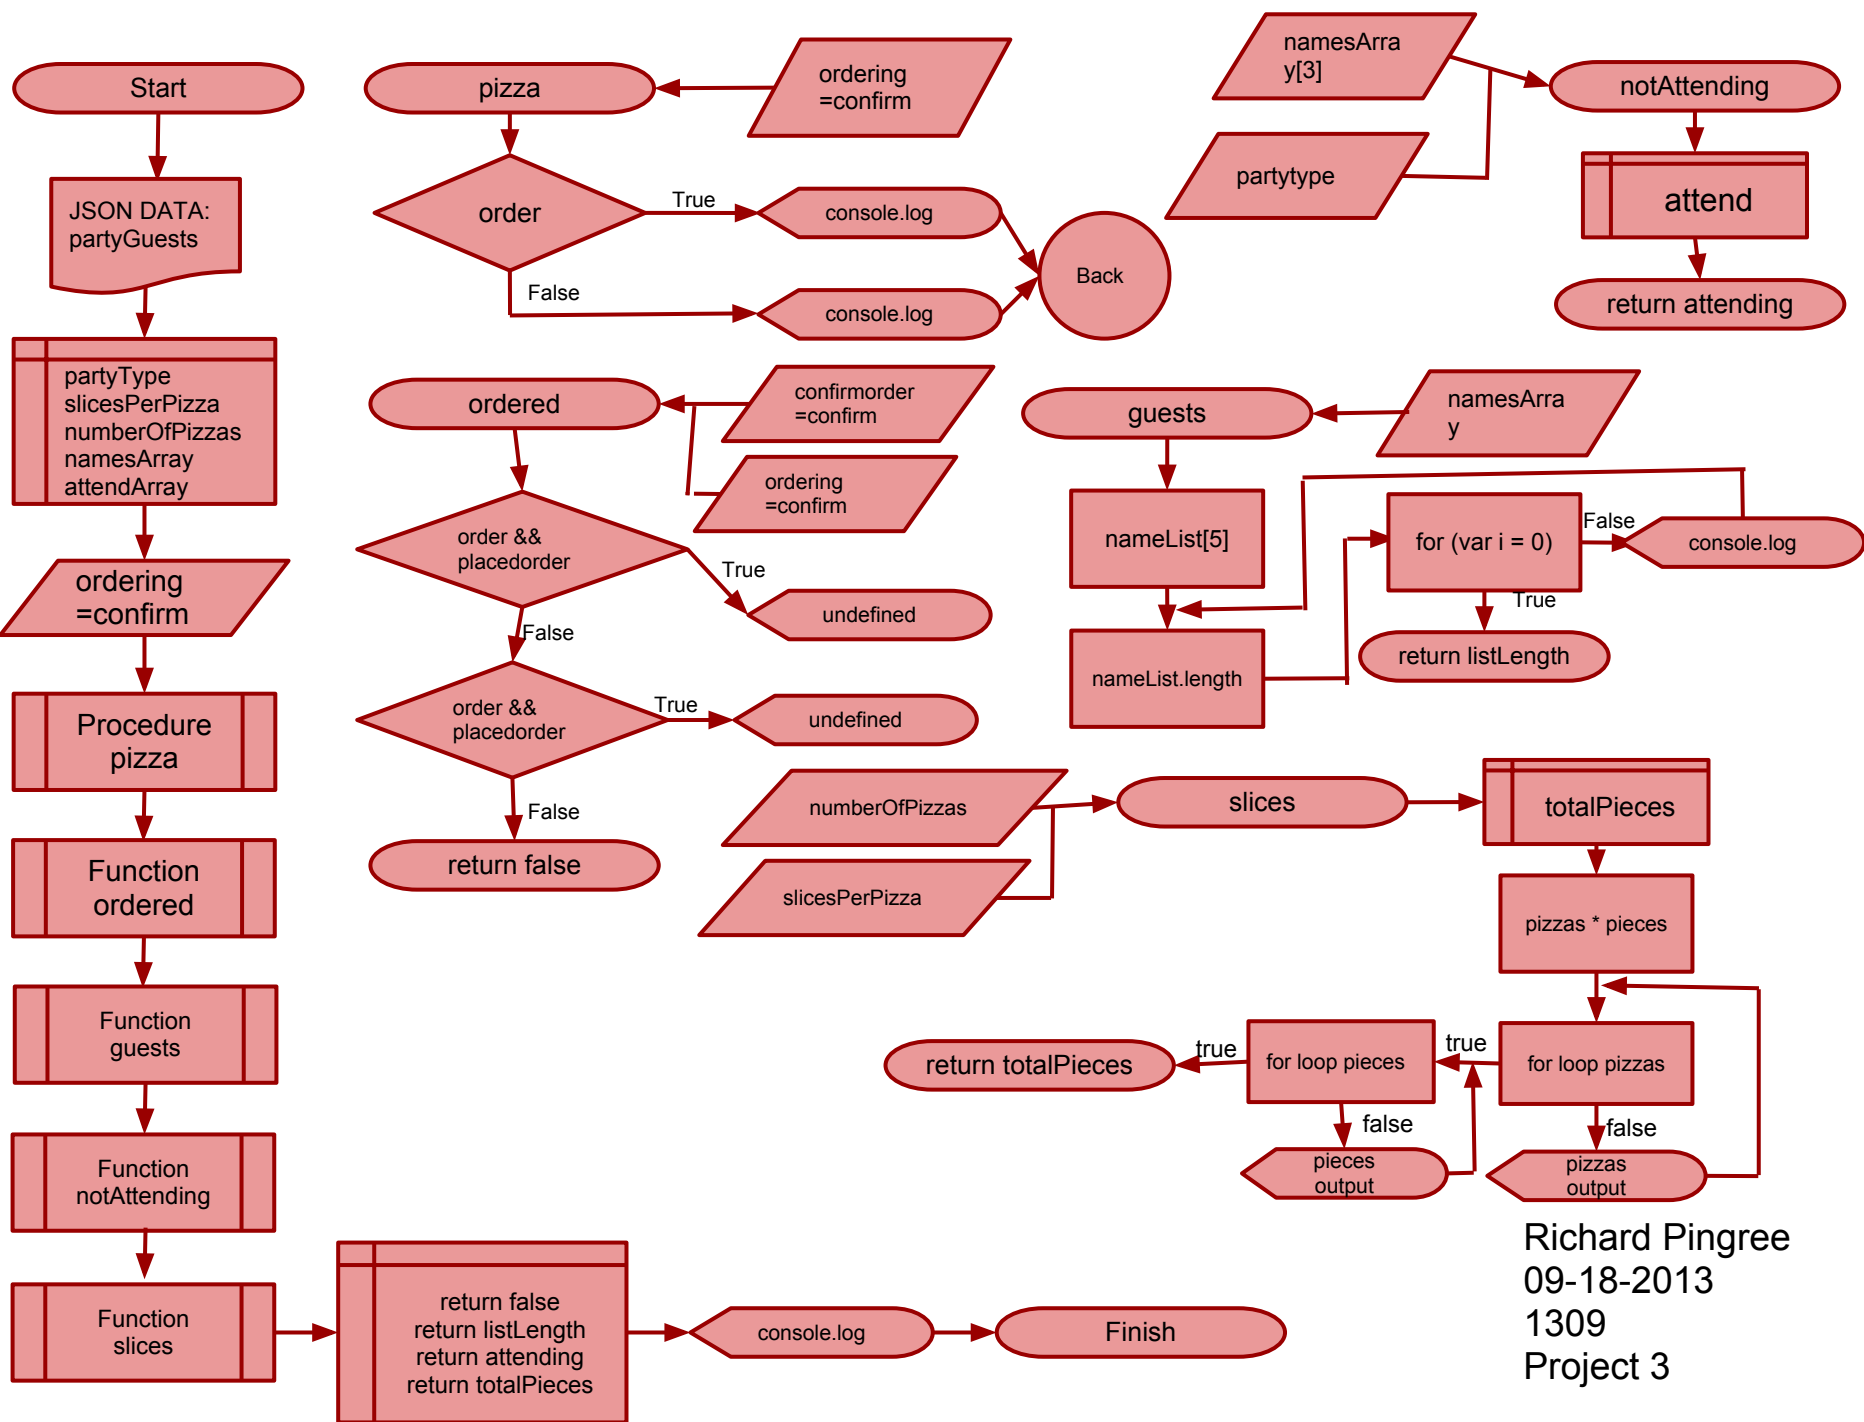 Start
JSON DATA:
partyGuests
partyType
slicesPerPizza
numberOfPizzas
namesArray
attendArray
ordering
=confirm
Procedure
pizza
Function
ordered
Function
guests
Function
notAttending
Function
slices
return false
return listLength
return attending
return totalPieces
console.log
Finish
pizza
ordering
=confirm
order
True
console.log
False
console.log
Back
ordered
confirmorder
=confirm
ordering
=confirm
order &&
placedorder
True
undefined
False
order &&
placedorder
True
undefined
False
return false
namesArra
y[3]
partytype
notAttending
attend
return attending
guests
namesArra
y
nameList[5]
nameList.length
for (var i = 0)
False
console.log
True
return listLength
numberOfPizzas
slicesPerPizza
slices
totalPieces
pizzas * pieces
for loop pizzas
true
false
pizzas
output
for loop pieces
true
false
pieces
output
return totalPieces
Richard Pingree
09-18-2013
1309
Project 3